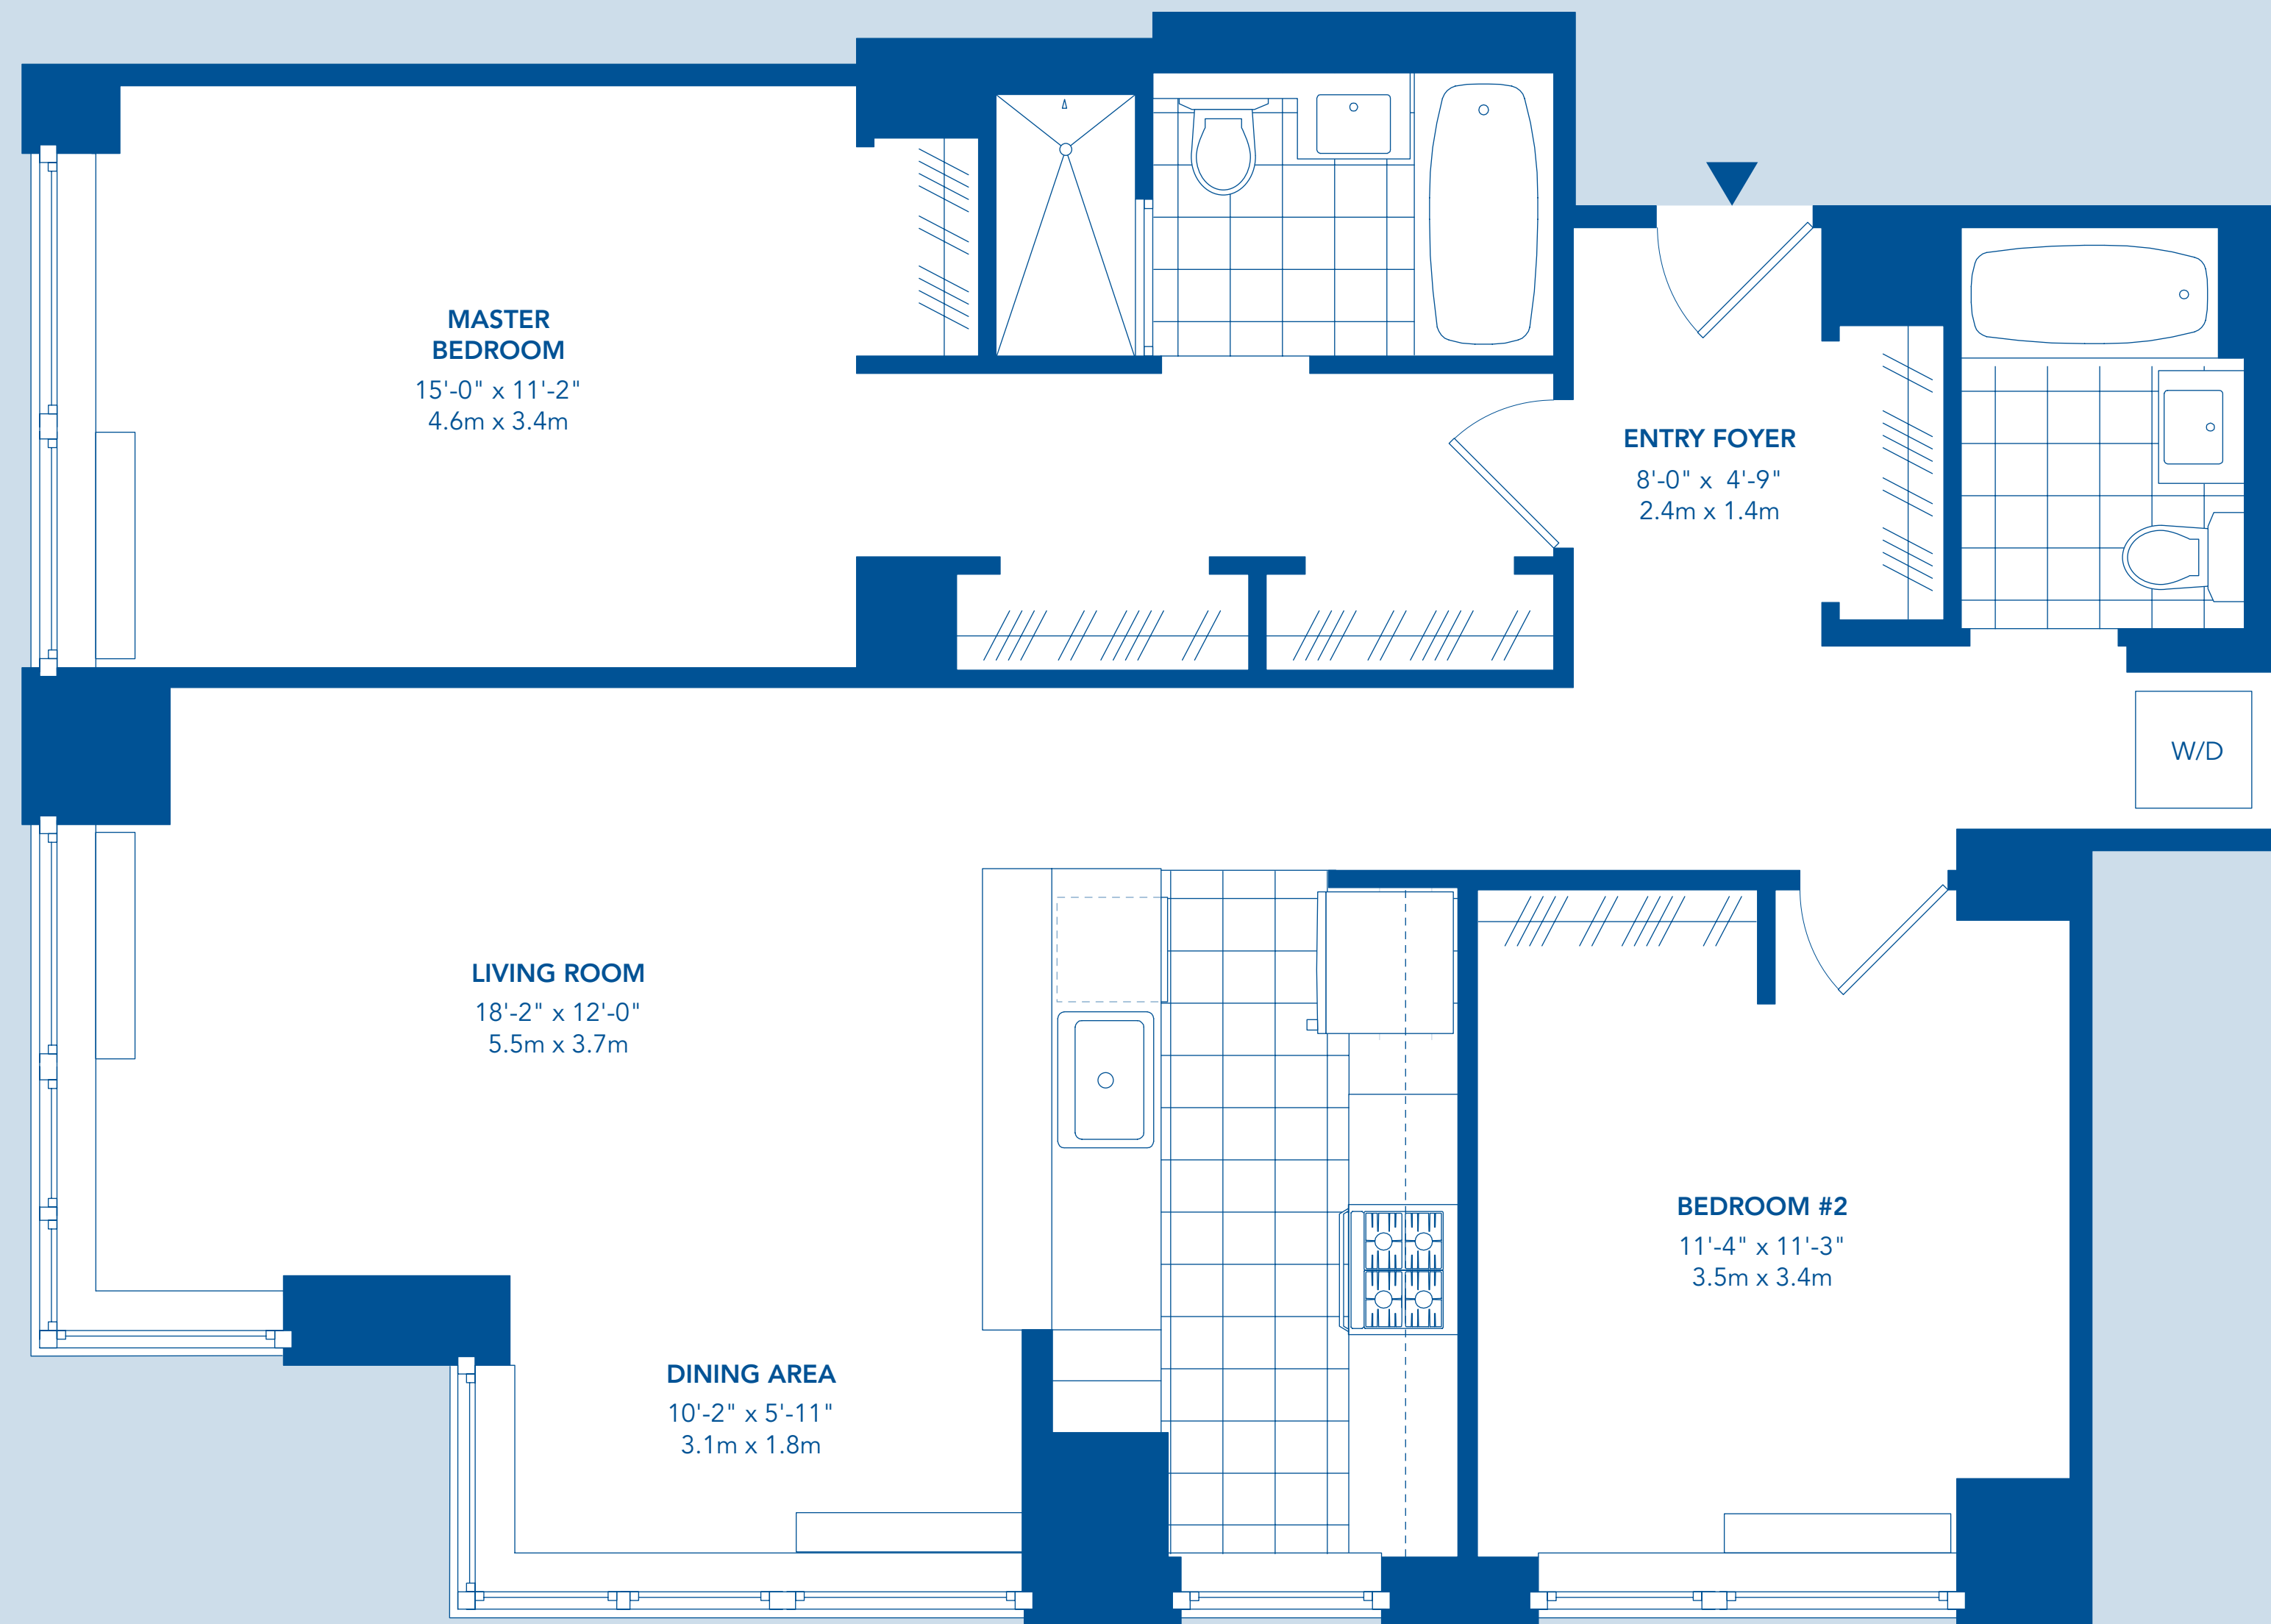 MASTER
BEDROOM
15'-0" x 11'-2"
4.6m x 3.4m
ENTRY FOYER
8'-0" x 4'-9"
2.4m x 1.4m
W/D
LIVING ROOM
18'-2" x 12'-0"
5.5m x 3.7m
BEDROOM #2
11'-4" x 11'-3"
3.5m x 3.4m
DINING AREA
10'-2" x 5'-11"
3.1m x 1.8m